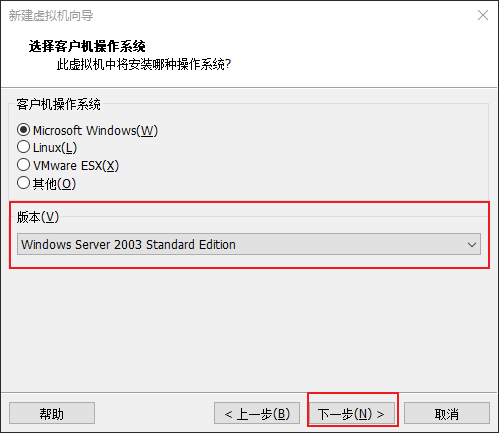 新建虚拟机向导
选择客户机操作系统
此虚拟机中将安装哪种操作系统?
客户机操作系统
Microsoft Windows(W)
Linux(L)
VMware ESX(X)
其他(O)
版本(V)
Windows Server 2003 Standard Edition
帮助
< 上一步(B)
下一步(N) >
取消